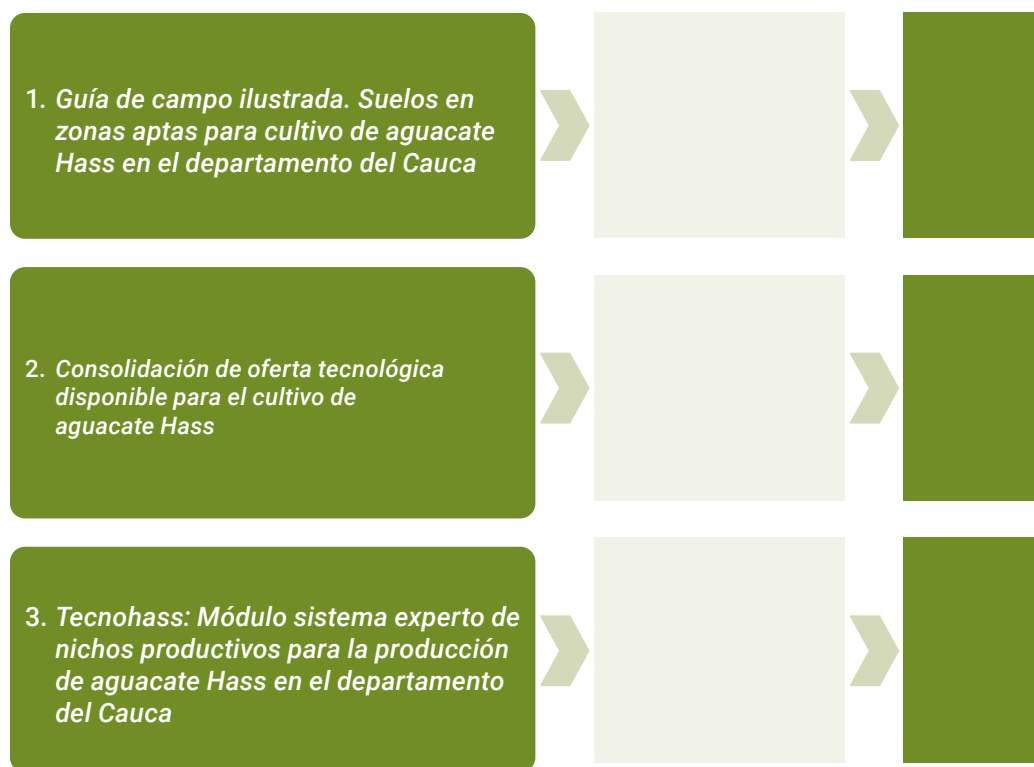 1. Guía de campo ilustrada. Suelos en
zonas aptas para cultivo de aguacate
Hass en el departamento del Cauca
2. Consolidación de oferta tecnológica
disponible para el cultivo de
aguacate Hass
3. Tecnohass: Módulo sistema experto de
nichos productivos para la producción
de aguacate Hass en el departamento
del Cauca